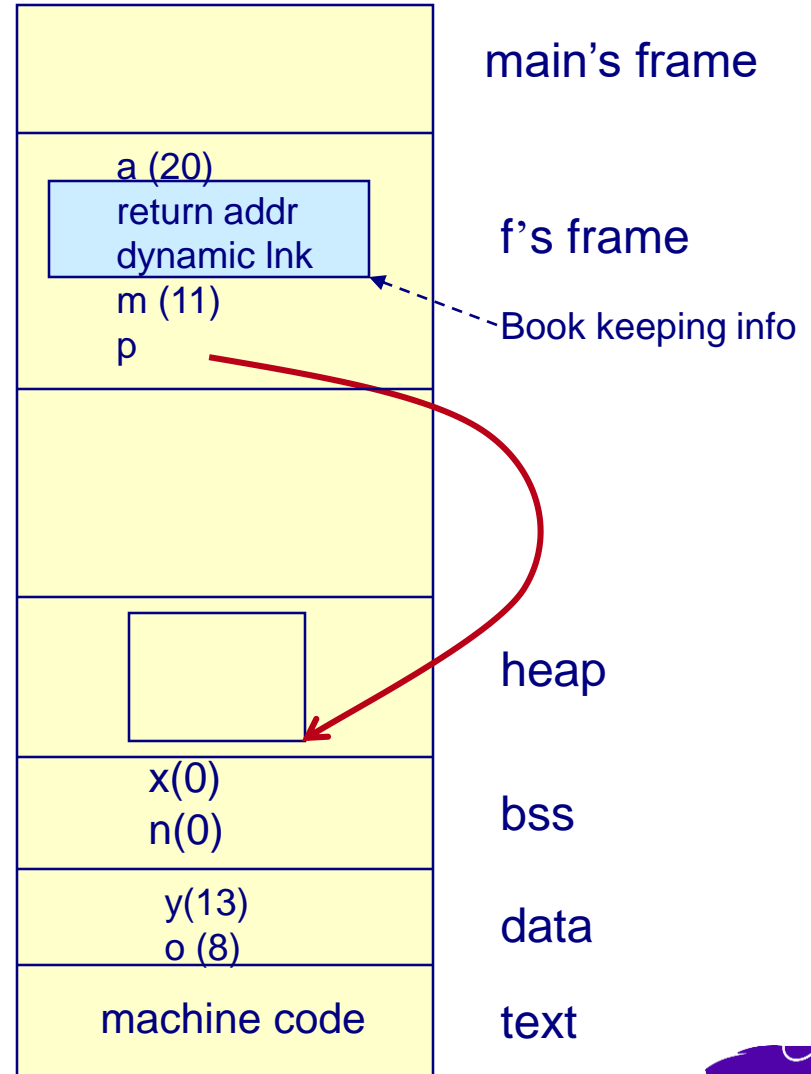 main’s frame
a (20)
return addr
dynamic lnk
f’s frame
m (11)
Book keeping info
p
heap
x(0)
n(0)
bss
y(13)
o (8)
data
machine code
text